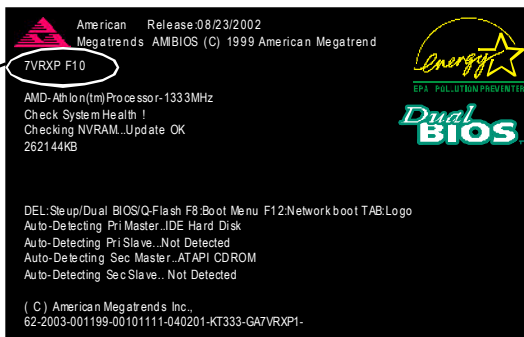 American Release:08/23/2002
Megatrends AMIBIOS (C) 1999 American Megatrend
7VRXP F10
AMD-Athlon(tm)Processor-1333MHz
Check System Health !
Checking NVRAM...Update OK
262144KB
energy
EPA POLLUTION PREVENTER
Dual
BIOS
DEL:Steup/Dual BIOS/Q-Flash F8:Boot Menu F12:Network boot TAB:Logo
Auto-Detecting Pri Master..IDE Hard Disk
Auto-Detecting Pri Slave...Not Detected
Auto-Detecting Sec Master..ATAPI CDROM
Auto-Detecting Sec Slave.. Not Detected
( C ) American Megatrends Inc.,
62-2003-001199-00101111-040201-KT333-GA7VRXP1-